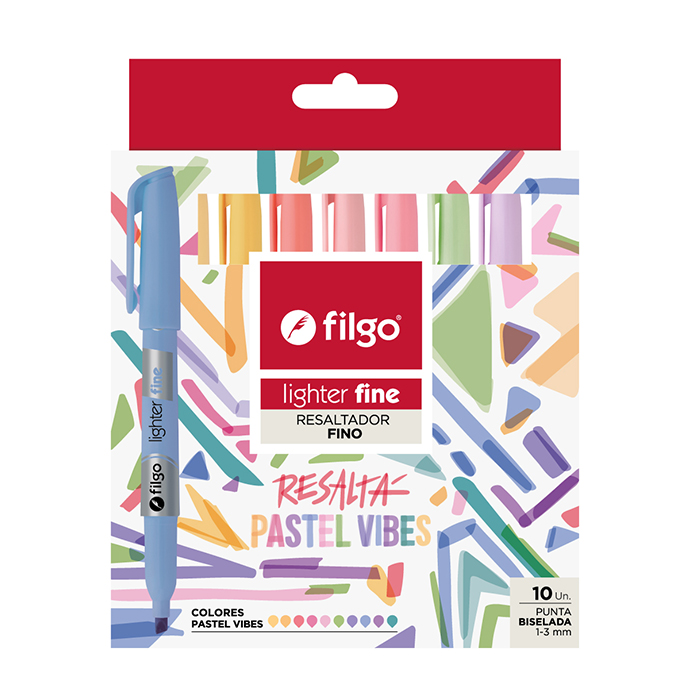 filgo®
lighter fine
RESALTADOR
FINO
lighter fine
filgo
RESALTÁ
PASTEL VIBES
COLORES
PASTEL VIBES
10 Un.
PUNTA
BISELADA
1-3 mm